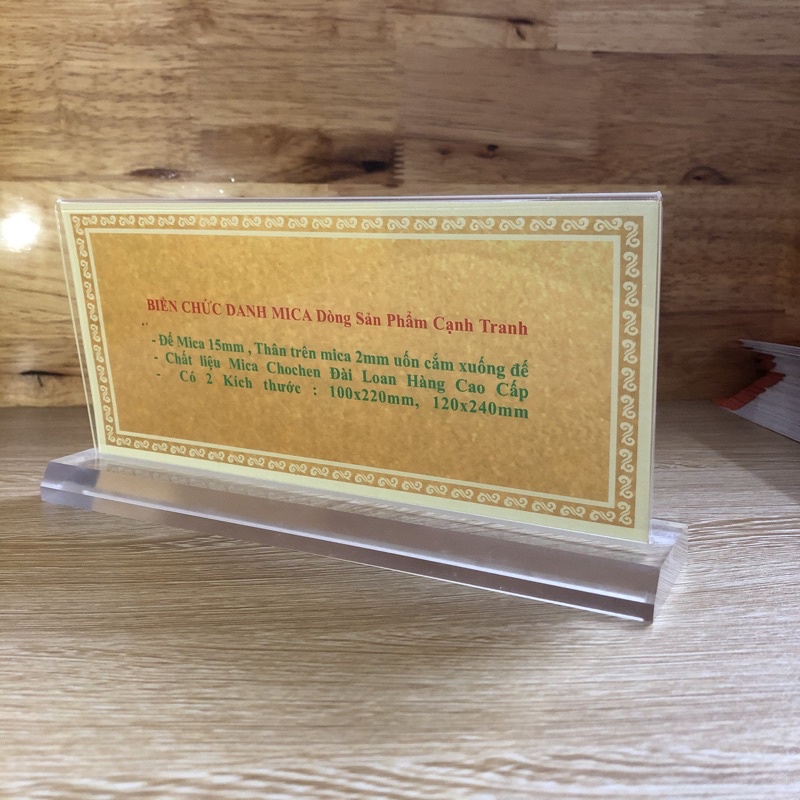 BIỂN CHỨC DANH MICA Dòng Sản Phẩm Cạnh Tranh
- Đế Mica 15mm , Thân trên mica 2mm uốn cắm xuống đế
- Chất liệu Mica Chochen Đài Loan Hàng Cao Cấp
- Có 2 Kích thước : 100x220mm, 120x240mm